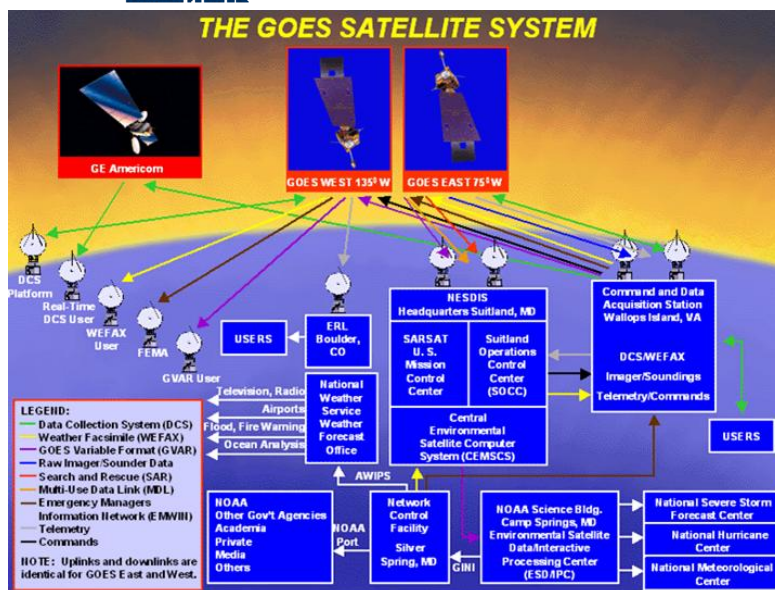 THE GOES SATELLITE SYSTEM
GE Americom
GOES WEST 135⁰ W
GOES EAST 75⁰ W
DCS
Platform
Real-Time
DCS User
WEFAX
User
FEMA
GVAR User
USERS
ERL
Boulder,
CO
NESDIS
Headquarters Suitland, MD
SARSAT
U. S.
Mission
Control
Center
Suitland
Operations
Control
Center
(SOCC)
Central
Environmental
Satellite Computer
System (CEMSCS)
Command and Data
Acquisition Station
Wallops Island, VA
DCS/WEFAX
Imager/Soundings
Telemetry/Commands
USERS
Television, Radio
Airports
Flood, Fire Warning
Ocean Analysis
National
Weather
Service
Weather
Forecast
Office
LEGEND:
Data Collection System (DCS)
Weather Facsimile (WEFAX)
GOES Variable Format (GVAR)
Raw Imager/Sounder Data
Search and Rescue (SAR)
Multi-Use Data Link (MDL)
Emergency Managers
Information Network (EMWIN)
Telemetry
Commands
NOTE: Uplinks and downlinks are
identical for GOES East and West.
AWIPS
NOAA
Other Gov't Agencies
Academia
Private
Media
Others
NOAA
Port
Network
Control
Facility
Silver
Spring, MD
GINI
NOAA Science Bldg.
Camp Springs, MD
Environmental Satellite
Data/Interactive
Processing Center
(ESD/IPC)
National Severe Storm
Forecast Center
National Hurricane
Center
National Meteorological
Center